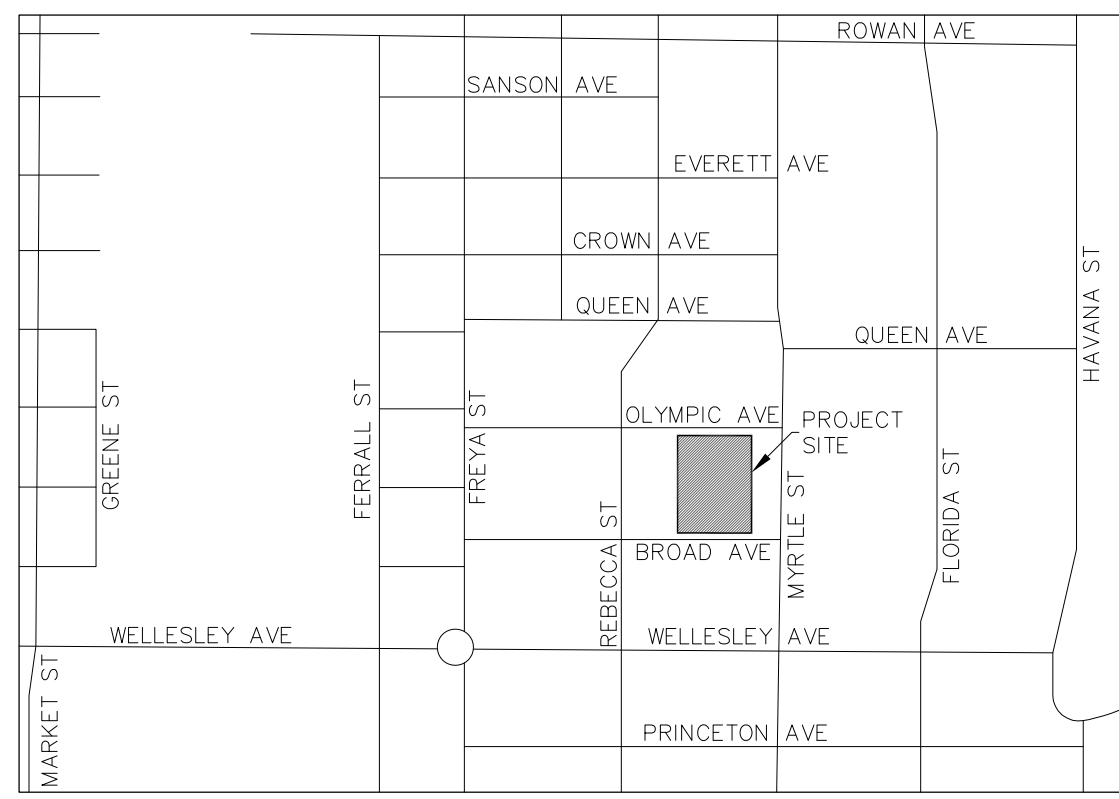 ROWAN AVE
SANSON AVE
EVERETT AVE
CROWN AVE
QUEEN AVE
QUEEN AVE
HAVANA ST
GREENE ST
FERRALL ST
FREYA ST
OLYMPIC AVE
PROJECT
SITE
REBECCA ST
BROAD AVE
MYRTLE ST
FLORIDA ST
WELLESLEY AVE
WELLESLEY AVE
MARKET ST
PRINCETON AVE